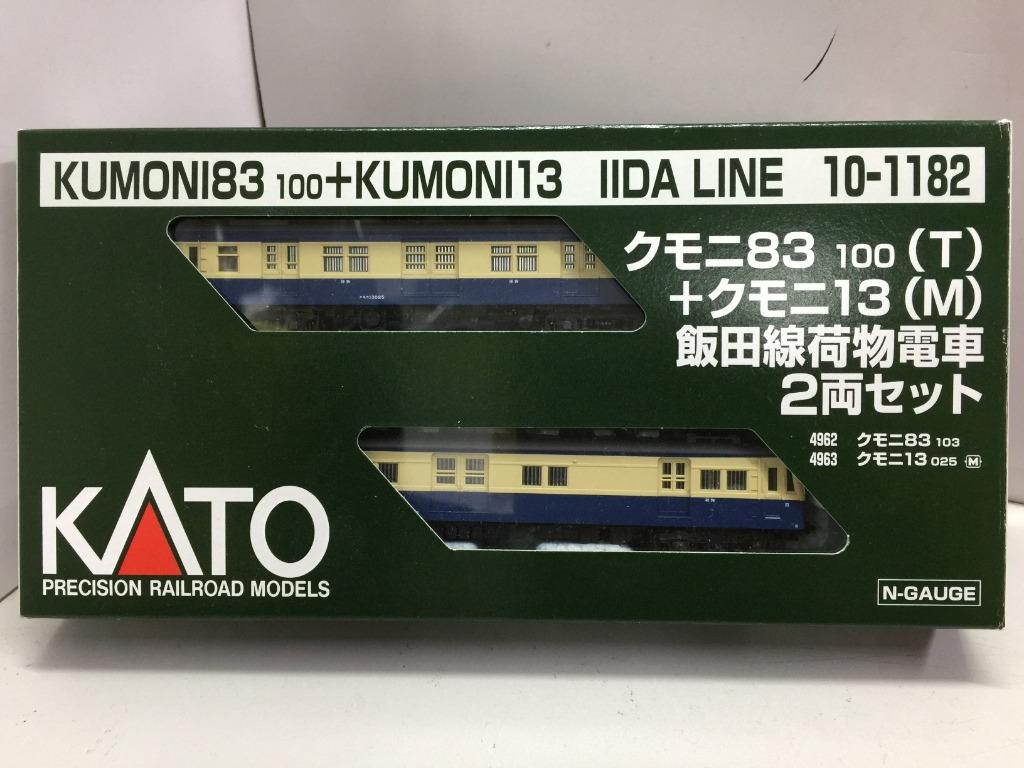 KUMONI83 100+KUMONI13 IIDA LINE 10-1182
クモニ83 100(T)
+クモニ13(M)
飯田線荷物電車
2両セット
4962 クモニ83 103
4963 クモニ13 025 M
KATO
PRECISION RAILROAD MODELS
N-GAUGE